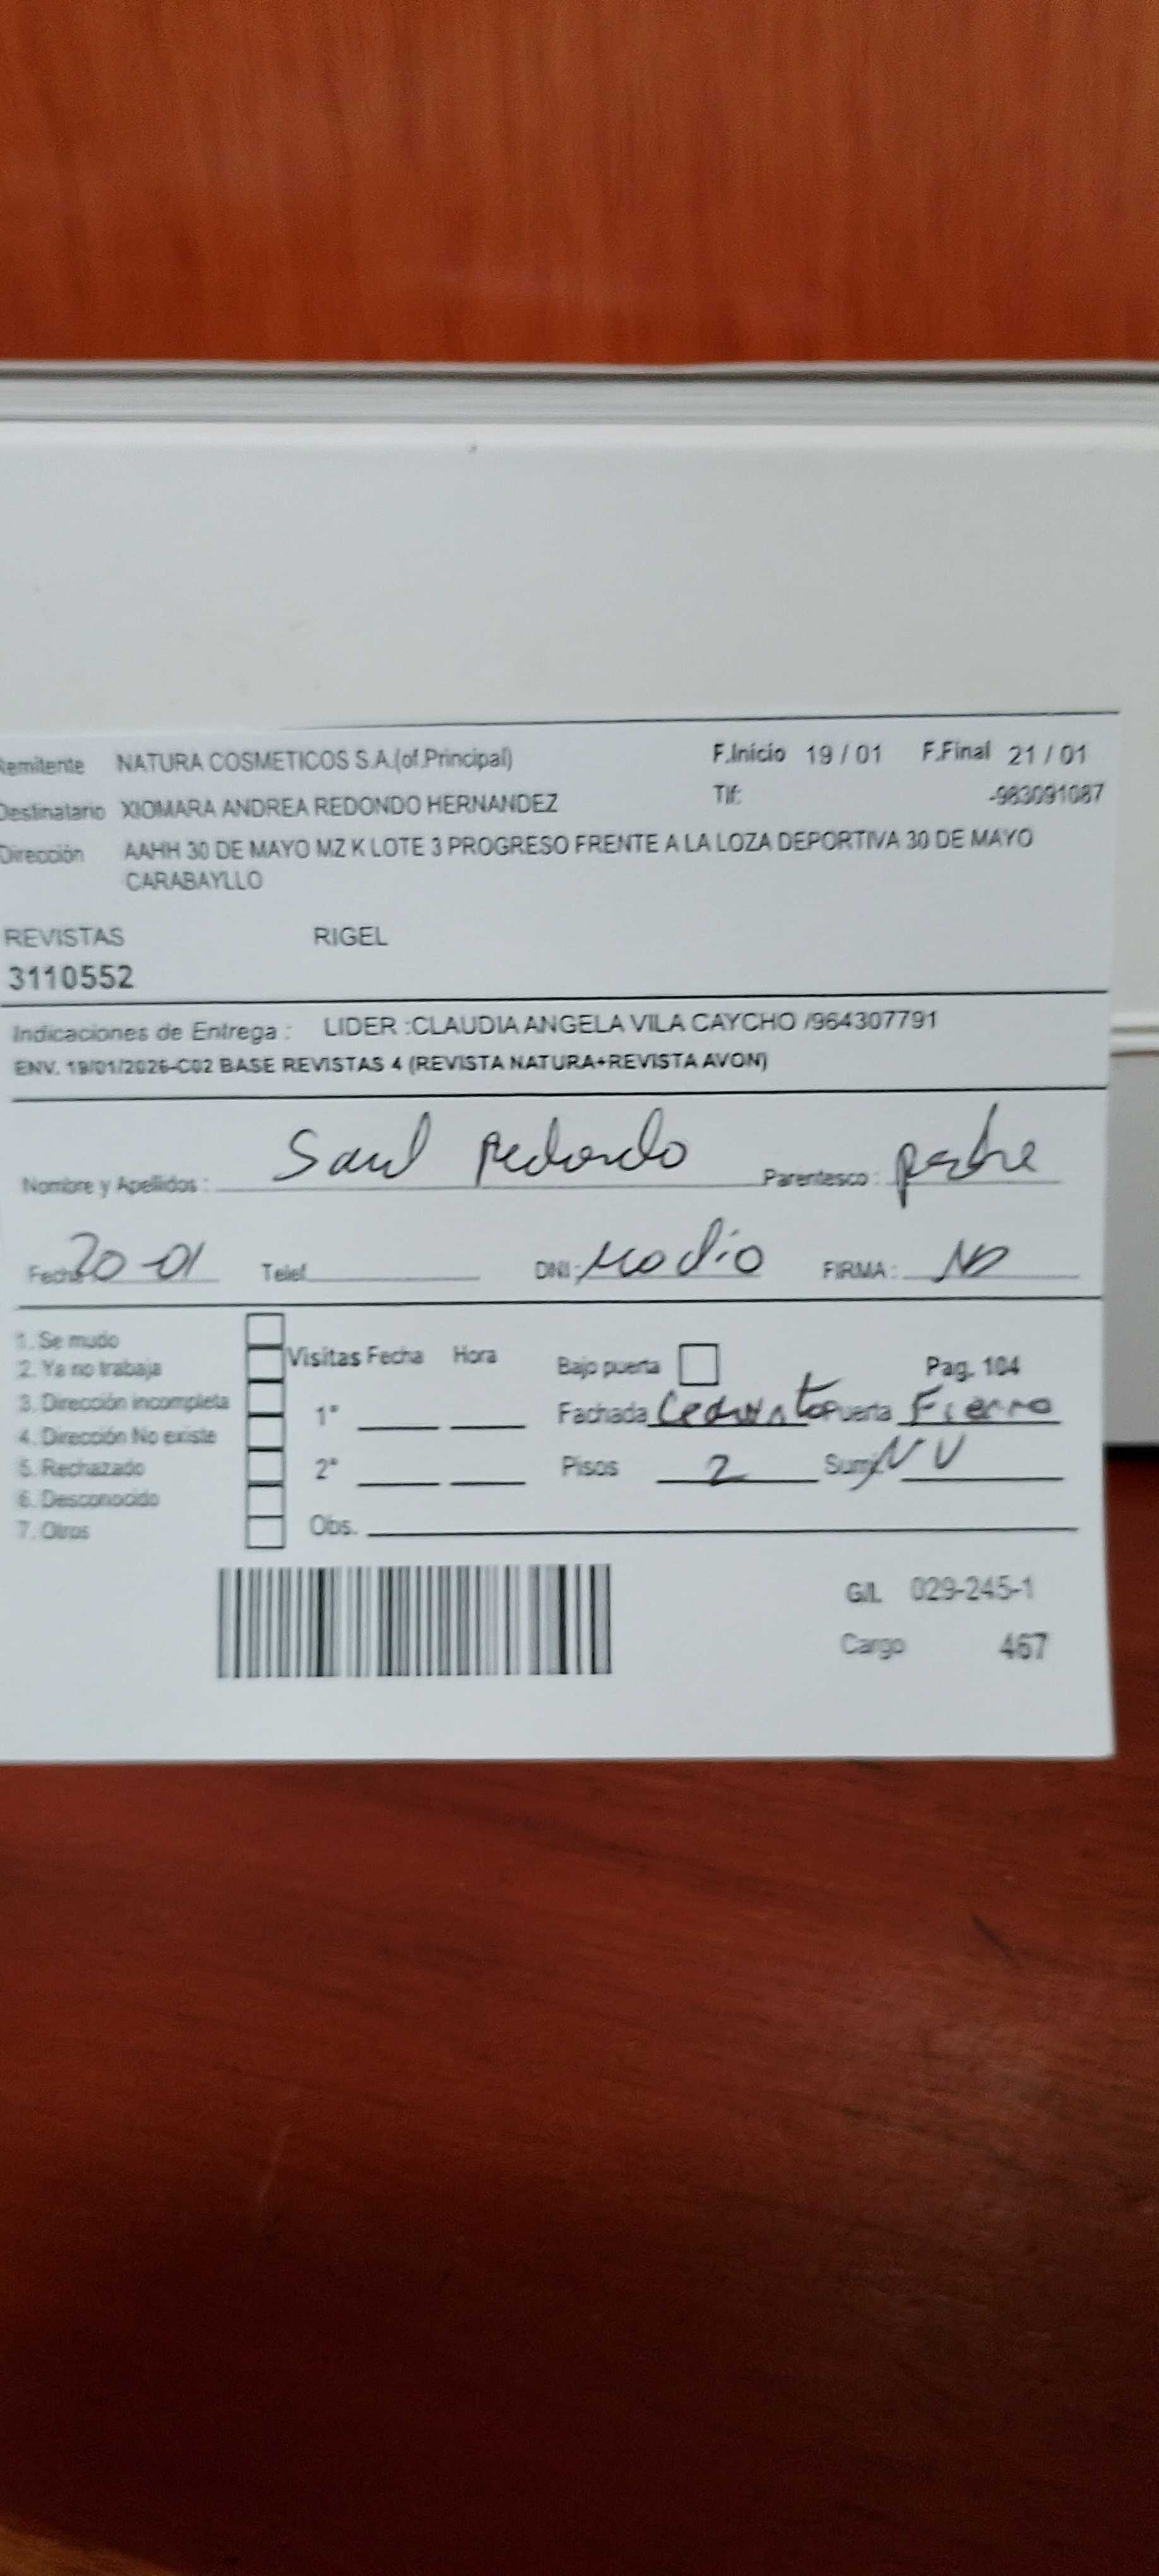 Remitente NATURA COSMETICOS S.A.(of.Principal) F.Inicio 19 / 01 F.Final 21 / 01
Destinatario XIOMARA ANDREA REDONDO HERNANDEZ Tlf: -983091087
Dirección AAHH 30 DE MAYO MZ K LOTE 3 PROGRESO FRENTE A LA LOZA DEPORTIVA 30 DE MAYO
CARABAYLLO
REVISTAS RIGEL
3110552
Indicaciones de Entrega : LIDER :CLAUDIA ANGELA VILA CAYCHO /964307791
ENV. 19/01/2026-C02 BASE REVISTAS 4 (REVISTA NATURA+REVISTA AVON)
Nombre y Apellidos : Saul Redondo Parentesco : padre
Fecha 20-01 Telef. DNI: No dio FIRMA : NO
1. Se mudo
2. Ya no trabaja Visitas Fecha Hora Bajo puerta Pag. 104
3. Dirección incompleta 1° Fachada Puerta Fierro
4. Dirección No existe
5. Rechazado 2° Pisos 2 Sumi. NV
6. Desconocido
7. Otros Obs.
G/L 029-245-1
Cargo 467